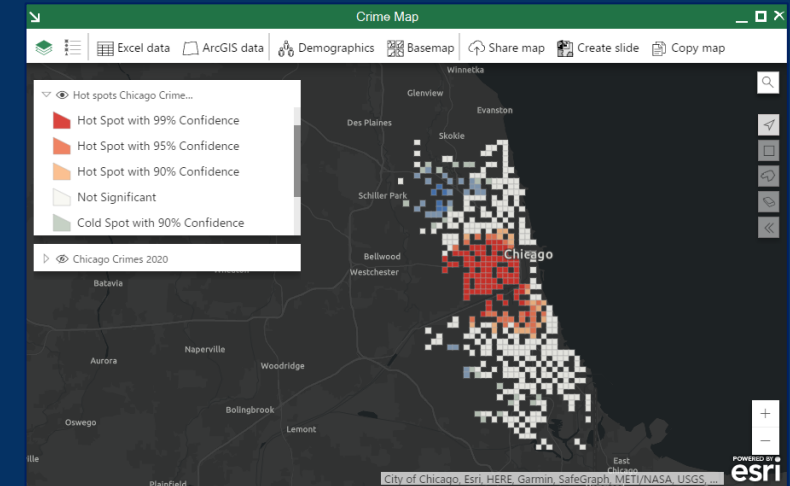 Crime Map
Excel data ArcGIS data Demographics Basemap Share map Create slide Copy map
Hot spots Chicago Crime...
Hot Spot with 99% Confidence
Hot Spot with 95% Confidence
Hot Spot with 90% Confidence
Not Significant
Cold Spot with 90% Confidence
Chicago Crimes 2020
Winnetka
Glenview
Evanston
Des Plaines
Skokie
Schiller Park
Bellwood
Chicago
Westchester
Batavia
Naperville
Aurora
Woodridge
Bolingbrook
Oswego
Lemont
ville
East
Chicago
Plainfield
POWERED BY
esri
City of Chicago, Esri, HERE, Garmin, SafeGraph, METI/NASA, USGS, ...